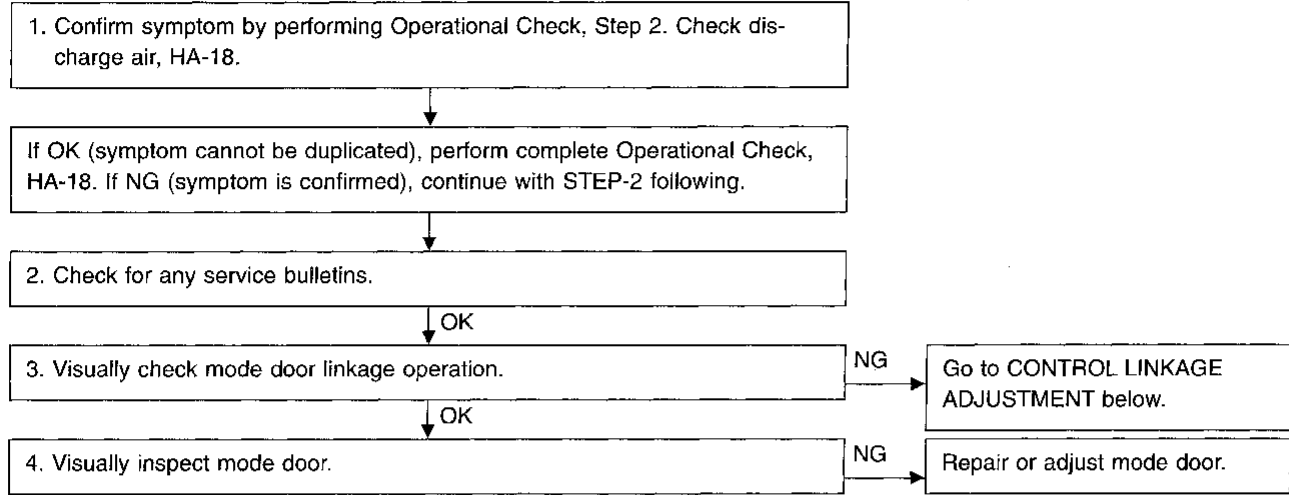 1. Confirm symptom by performing Operational Check, Step 2. Check dis-
charge air, HA-18.
If OK (symptom cannot be duplicated), perform complete Operational Check,
HA-18. If NG (symptom is confirmed), continue with STEP-2 following.
2. Check for any service bulletins.
OK
3. Visually check mode door linkage operation.
NG
Go to CONTROL LINKAGE
ADJUSTMENT below.
OK
4. Visually inspect mode door.
NG
Repair or adjust mode door.